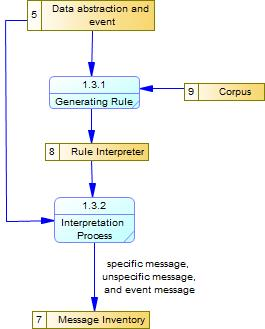 5 Data abstraction and
event
1.3.1
Generating Rule
9 Corpus
8 Rule Interpreter
1.3.2
Interpretation
Process
specific message,
unspecific message,
and event message
7 Message Inventory